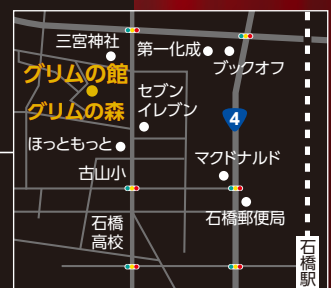 三宮神社
第一化成
ブックオフ
グリムの館
グリムの森
セブン
イレブン
4
ほっともっと
マクドナルド
古山小
石橋郵便局
石橋
高校
石橋駅